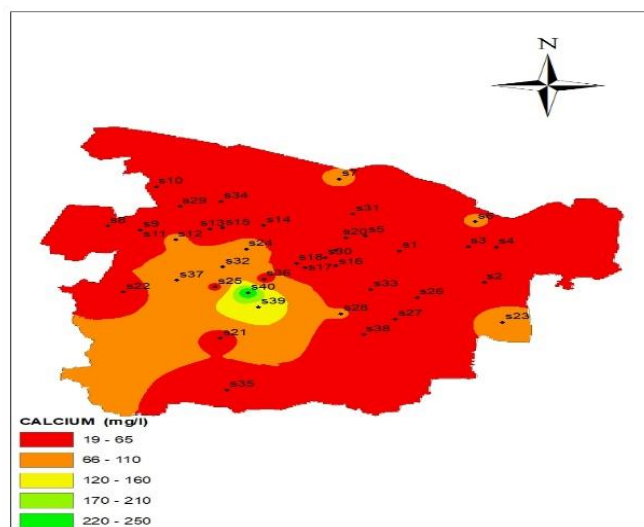 N
s7
s10
s29 s34
s31
s8 s9 s6
s11 s12 s13 s15 s14
s20 s5
s24 s30 s1 s3 s4
s32 s18 s17 s16
s37 s25 s36 s2
s22 s40 s33 s26
s39 s28 s27 s23
s21 s38
s35
CALCIUM (mg/l)
19 - 65
66 - 110
120 - 160
170 - 210
220 - 250